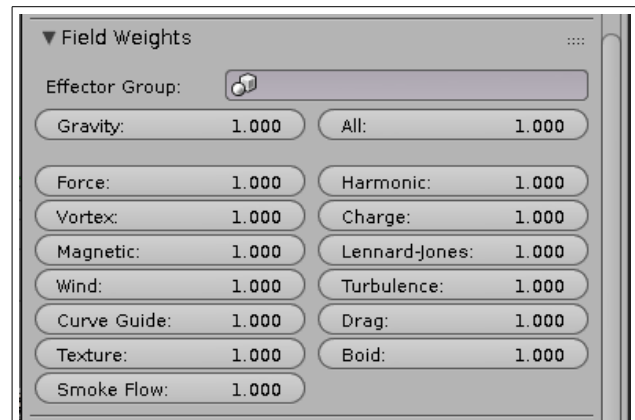 Field Weights
Effector Group:
Gravity: 1.000 All: 1.000
Force: 1.000 Harmonic: 1.000
Vortex: 1.000 Charge: 1.000
Magnetic: 1.000 Lennard-Jones: 1.000
Wind: 1.000 Turbulence: 1.000
Curve Guide: 1.000 Drag: 1.000
Texture: 1.000 Boid: 1.000
Smoke Flow: 1.000